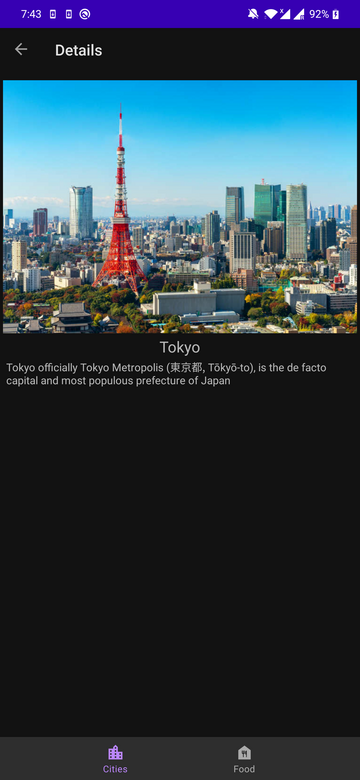 7:43
92%
Details
Tokyo
Tokyo officially Tokyo Metropolis (東京都, Tōkyō-to), is the de facto
capital and most populous prefecture of Japan
Cities
Food